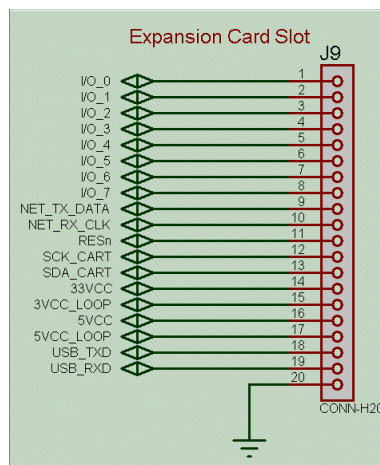 Expansion Card Slot
J9
I/O_0 1
I/O_1 2
I/O_2 3
I/O_3 4
I/O_4 5
I/O_5 6
I/O_6 7
I/O_7 8
NET_TX_DATA 9
NET_RX_CLK 10
RESn 11
SCK_CART 12
SDA_CART 13
33VCC 14
3VCC_LOOP 15
5VCC 16
5VCC_LOOP 17
USB_TXD 18
USB_RXD 19
20
CONN-H20